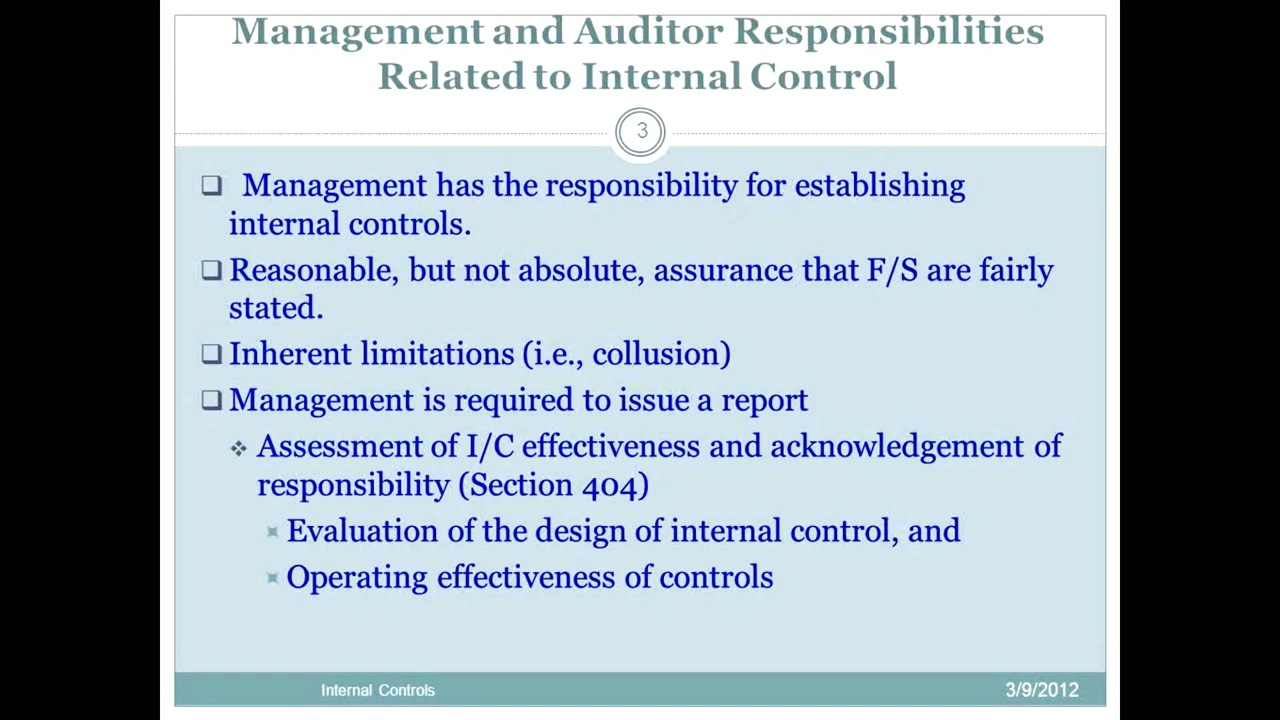 Management and Auditor Responsibilities
Related to Internal Control
3
Management has the responsibility for establishing
internal controls.
Reasonable, but not absolute, assurance that F/S are fairly
stated.
Inherent limitations (i.e., collusion)
Management is required to issue a report
Assessment of I/C effectiveness and acknowledgement of
responsibility (Section 404)
Evaluation of the design of internal control, and
Operating effectiveness of controls
Internal Controls
3/9/2012